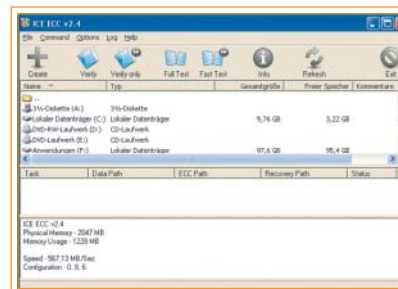 ICE ECC v2.4
File Command Options Log Help
Create Verify Verify only Full Test Fast Test Info Refresh Exit
Name Typ Gesamtgröße Freier Speicher Kommentare
..
3½-Diskette (A:) 3½-Diskette
Lokaler Datenträger (C:) Lokaler Datenträger 9,76 GB 3,22 GB
DVD-RW-Laufwerk (D:) CD-Laufwerk
DVD-Laufwerk (E:) CD-Laufwerk
Anwendungen (F:) Lokaler Datenträger 97,6 GB 95,4 GB
Task Data Path ECC Path Recovery Path Status
ICE ECC v2.4
Physical Memory - 2047 MB
Memory Usage - 1228 MB
Speed - 567,13 MB/Sec
Configuration - 0, 8, 6